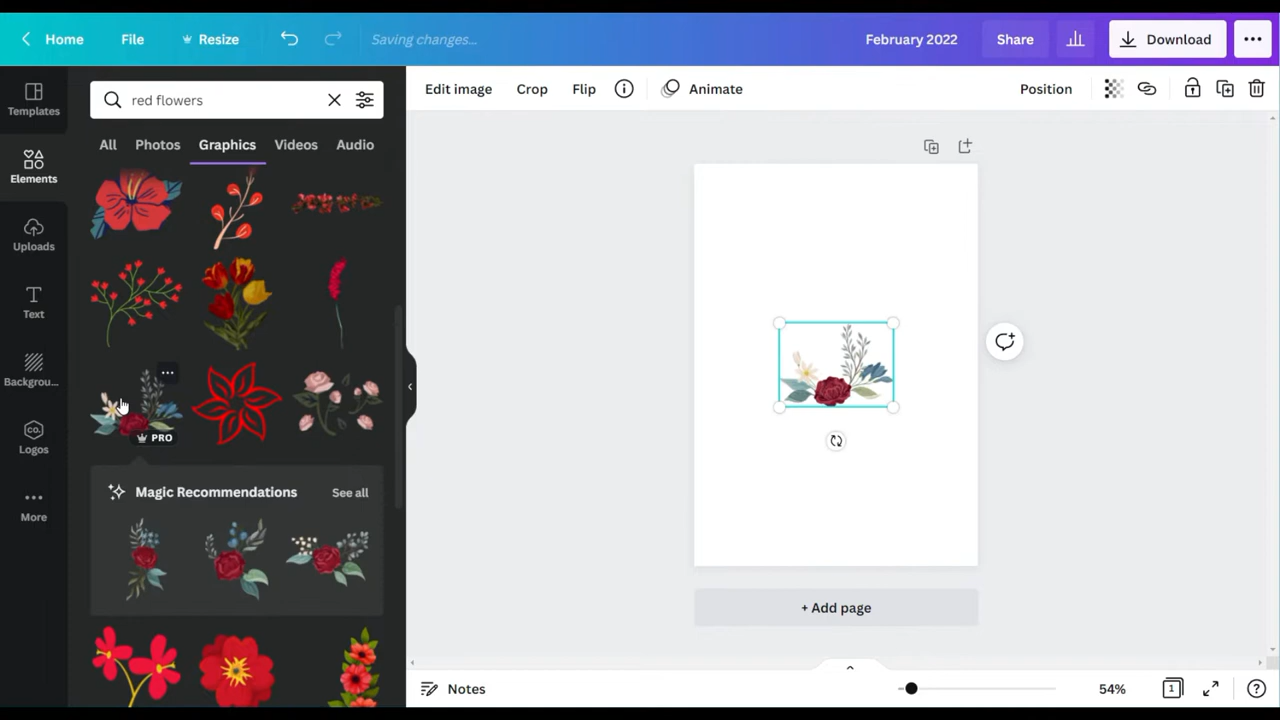 Home File Resize Saving changes... February 2022 Share Download
Templates
Elements
Uploads
Text
Backgrou...
CO.
Logos
More
red flowers
All Photos Graphics Videos Audio
PRO
Magic Recommendations See all
Edit image Crop Flip Animate Position
+ Add page
Notes 54% 1 ?